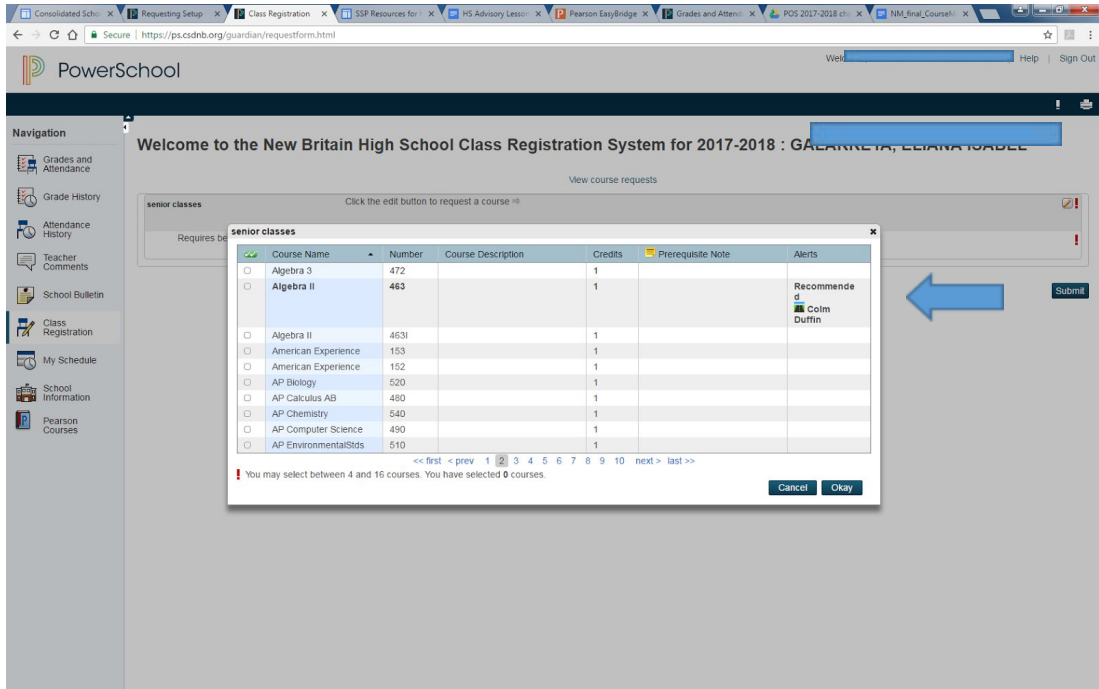 Consolidated Scho
Requesting Setup
Class Registration
SSP Resources for
HS Advisory Lesson
Pearson EasyBridge
Grades and Attend
POS 2017-2018 ch
NM_final_CourseM
Secure https://ps.csdnb.org/guardian/requestform.html
PowerSchool
Welc
Help | Sign Out
Navigation
Grades and
Attendance
Grade History
Attendance
History
Teacher
Comments
School Bulletin
Class
Registration
My Schedule
School
Information
Pearson
Courses
Welcome to the New Britain High School Class Registration System for 2017-2018 :
View course requests
senior classes Click the edit button to request a course
Requires be
Submit
senior classes x
Course Name Number Course Description Credits Prerequisite Note Alerts
Algebra 3 472 1
Algebra II 463 1 Recommende
d
Colm
Duffin
Algebra II 463I 1
American Experience 153 1
American Experience 152 1
AP Biology 520 1
AP Calculus AB 480 1
AP Chemistry 540 1
AP Computer Science 490 1
AP EnvironmentalStds 510 1
<< first < prev 1 2 3 4 5 6 7 8 9 10 next > last >>
! You may select between 4 and 16 courses. You have selected 0 courses.
Cancel Okay